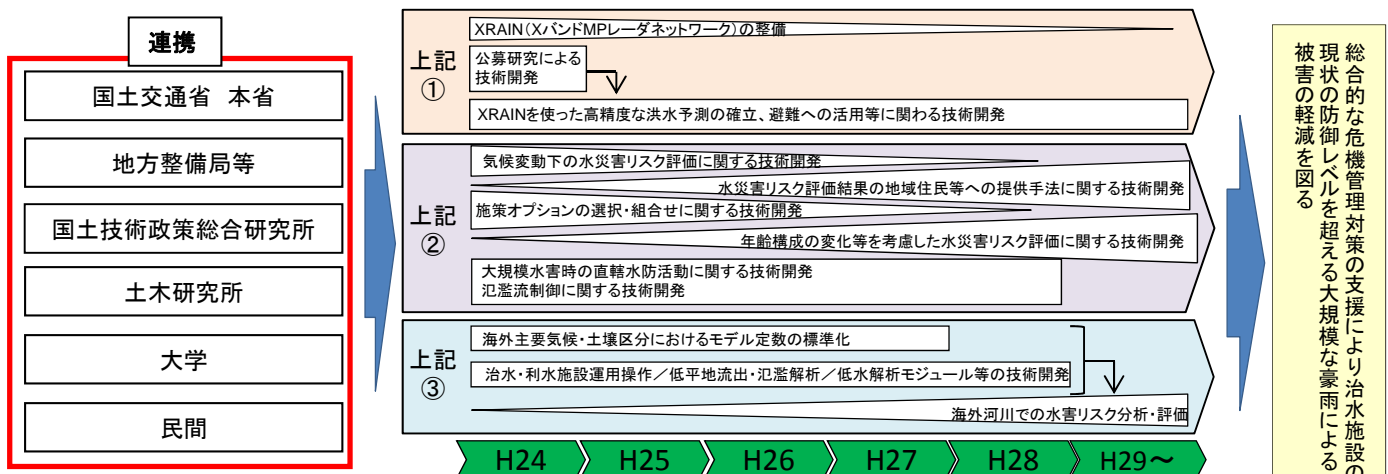 連携
国土交通省 本省
地方整備局等
国土技術政策総合研究所
土木研究所
大学
民間
上記
①
XRAIN(XバンドMPレーダネットワーク)の整備
公募研究による
技術開発
XRAINを使った高精度な洪水予測の確立、避難への活用等に関わる技術開発
上記
②
気候変動下の水災害リスク評価に関する技術開発
水災害リスク評価結果の地域住民等への提供手法に関する技術開発
施策オプションの選択・組合せに関する技術開発
年齢構成の変化等を考慮した水災害リスク評価に関する技術開発
大規模水害時の直轄水防活動に関する技術開発
氾濫流制御に関する技術開発
上記
③
海外主要気候・土壌区分におけるモデル定数の標準化
治水・利水施設運用操作/低平地流出・氾濫解析/低水解析モジュール等の技術開発
海外河川での水害リスク分析・評価
H24
H25
H26
H27
H28
H29~
総合的な危機管理対策の支援により治水施設の
現状の防御レベルを超える大規模な豪雨による
被害の軽減を図る